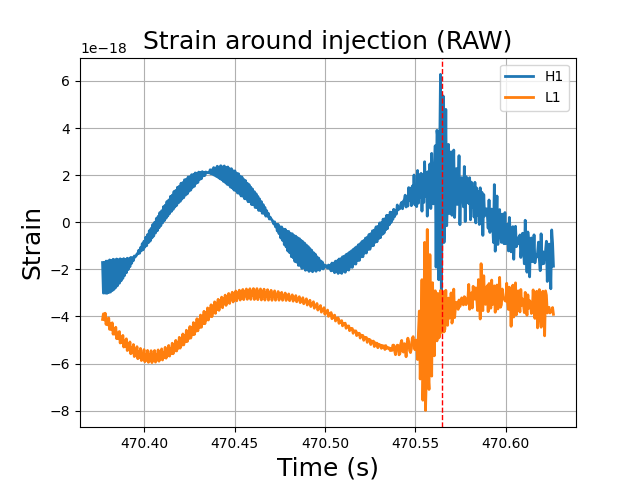 Strain around injection (RAW)
1e−18
H1
L1
6
4
2
0
−2
−4
−6
−8
Strain
470.40
470.45
470.50
470.55
470.60
Time (s)